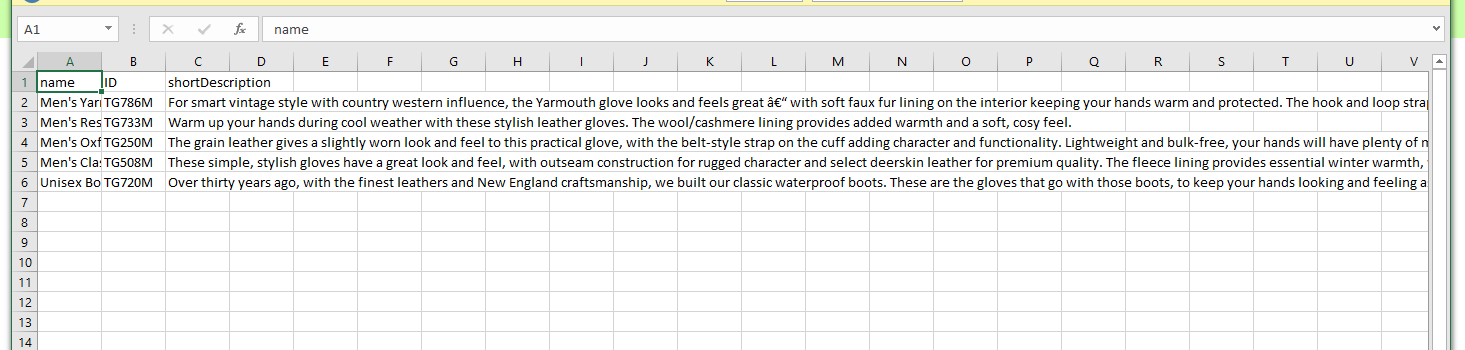 A1 fx name
A B C D E F G H I J K L M N O P Q R S T U V
1 name ID shortDescription
2 Men's Yar TG786M For smart vintage style with country western influence, the Yarmouth glove looks and feels great â€“ with soft faux fur lining on the interior keeping your hands warm and protected. The hook and loop strap
3 Men's Res TG733M Warm up your hands during cool weather with these stylish leather gloves. The wool/cashmere lining provides added warmth and a soft, cosy feel.
4 Men's Oxf TG250M The grain leather gives a slightly worn look and feel to this practical glove, with the belt-style strap on the cuff adding character and functionality. Lightweight and bulk-free, your hands will have plenty of
5 Men's Cla TG508M These simple, stylish gloves have a great look and feel, with outseam construction for rugged character and select deerskin leather for premium quality. The fleece lining provides essential winter warmth,
6 Unisex Bo TG720M Over thirty years ago, with the finest leathers and New England craftsmanship, we built our classic waterproof boots. These are the gloves that go with those boots, to keep your hands looking and feeling a
7
8
9
10
11
12
13
14